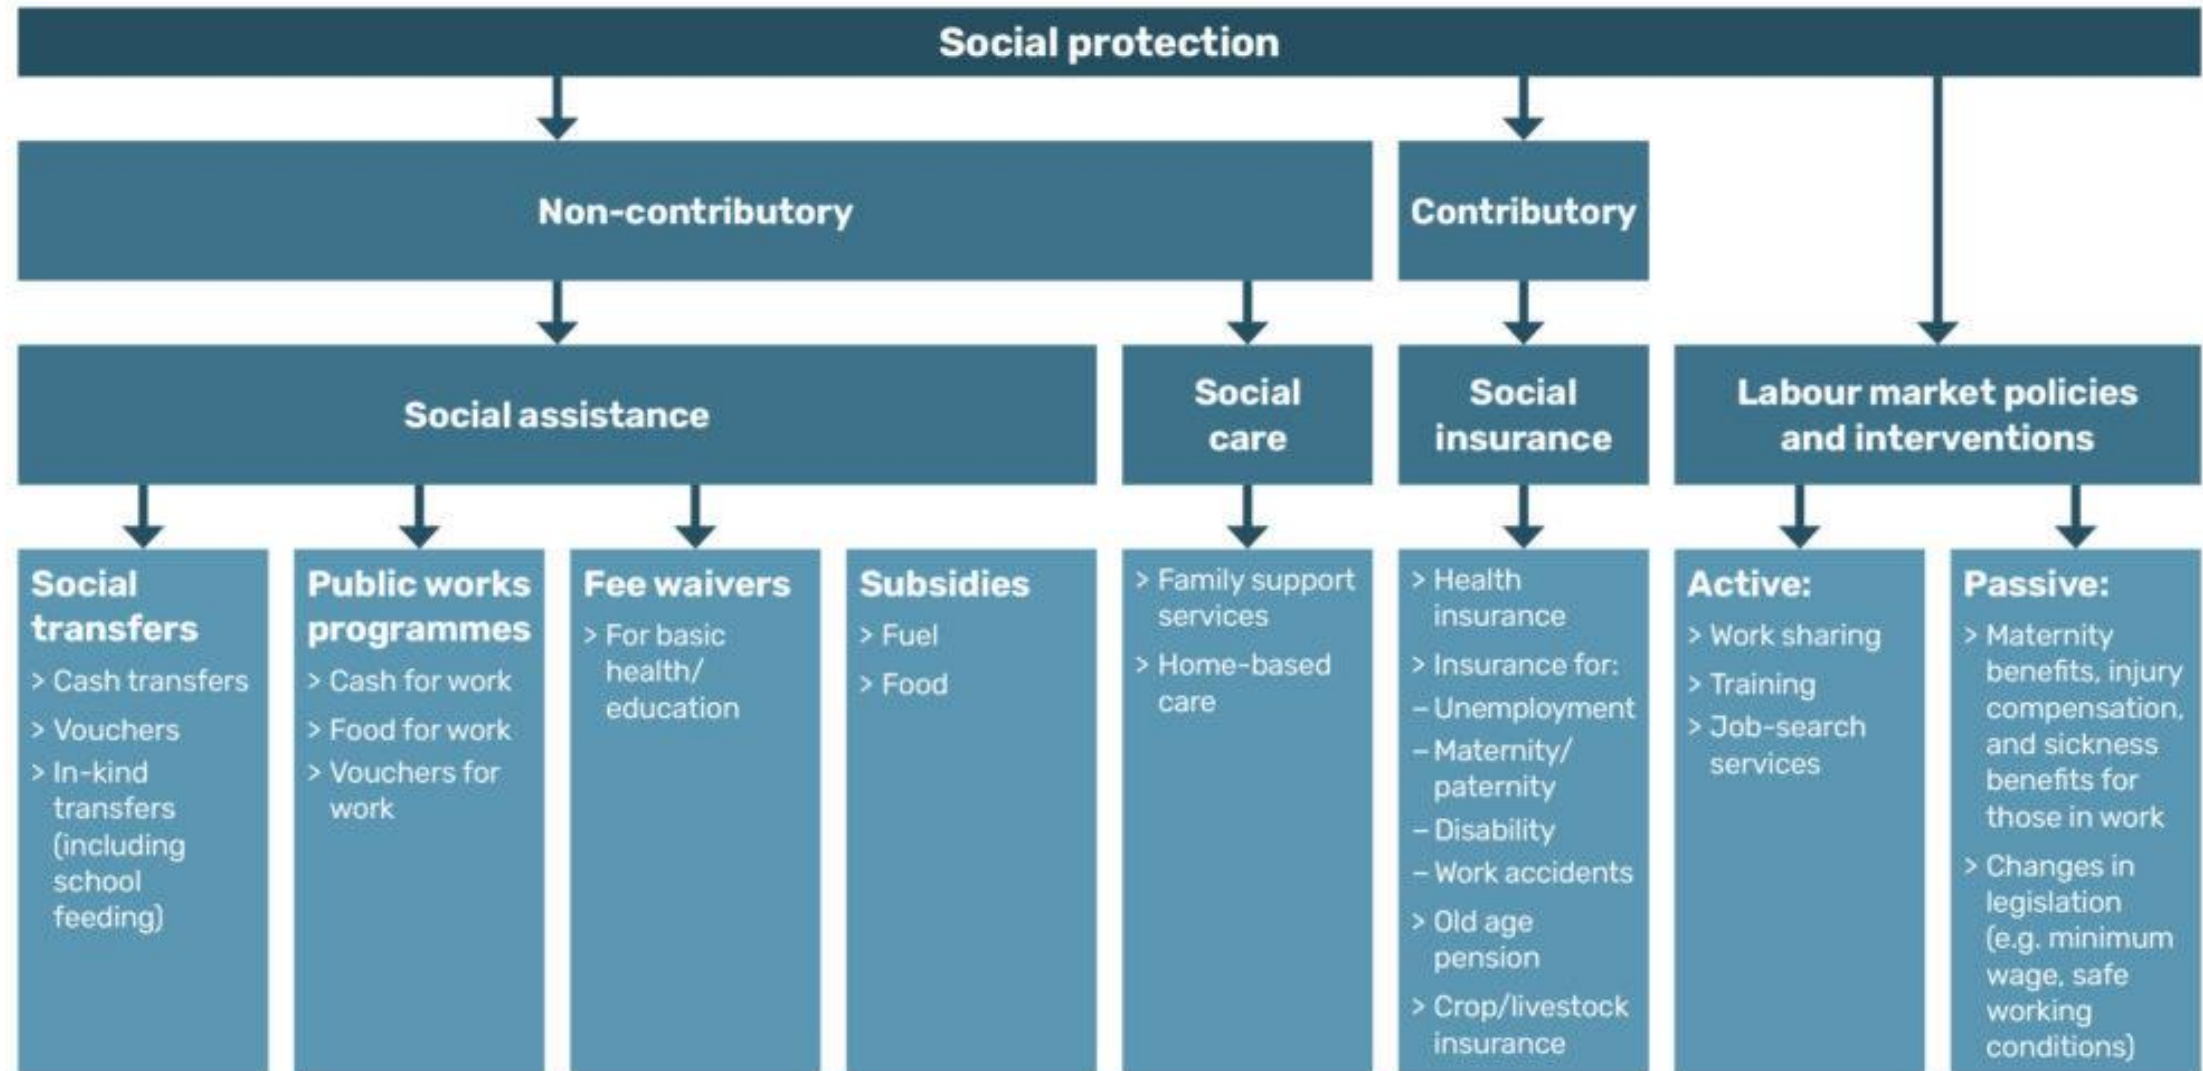 Social protection
Non-contributory
Contributory
Social assistance
Social
care
Social
insurance
Labour market policies
and interventions
Social
transfers
> Cash transfers
> Vouchers
> In-kind
transfers
(including
school
feeding)
Public works
programmes
> Cash for work
> Food for work
> Vouchers for
work
Fee waivers
> For basic
health/
education
Subsidies
> Fuel
> Food
> Family support
services
> Home-based
care
> Health
insurance
> Insurance for:
– Unemployment
– Maternity/
paternity
– Disability
– Work accidents
> Old age
pension
> Crop/livestock
insurance
Active:
> Work sharing
> Training
> Job-search
services
Passive:
> Maternity
benefits, injury
compensation,
and sickness
benefits for
those in work
> Changes in
legislation
(e.g. minimum
wage, safe
working
conditions)